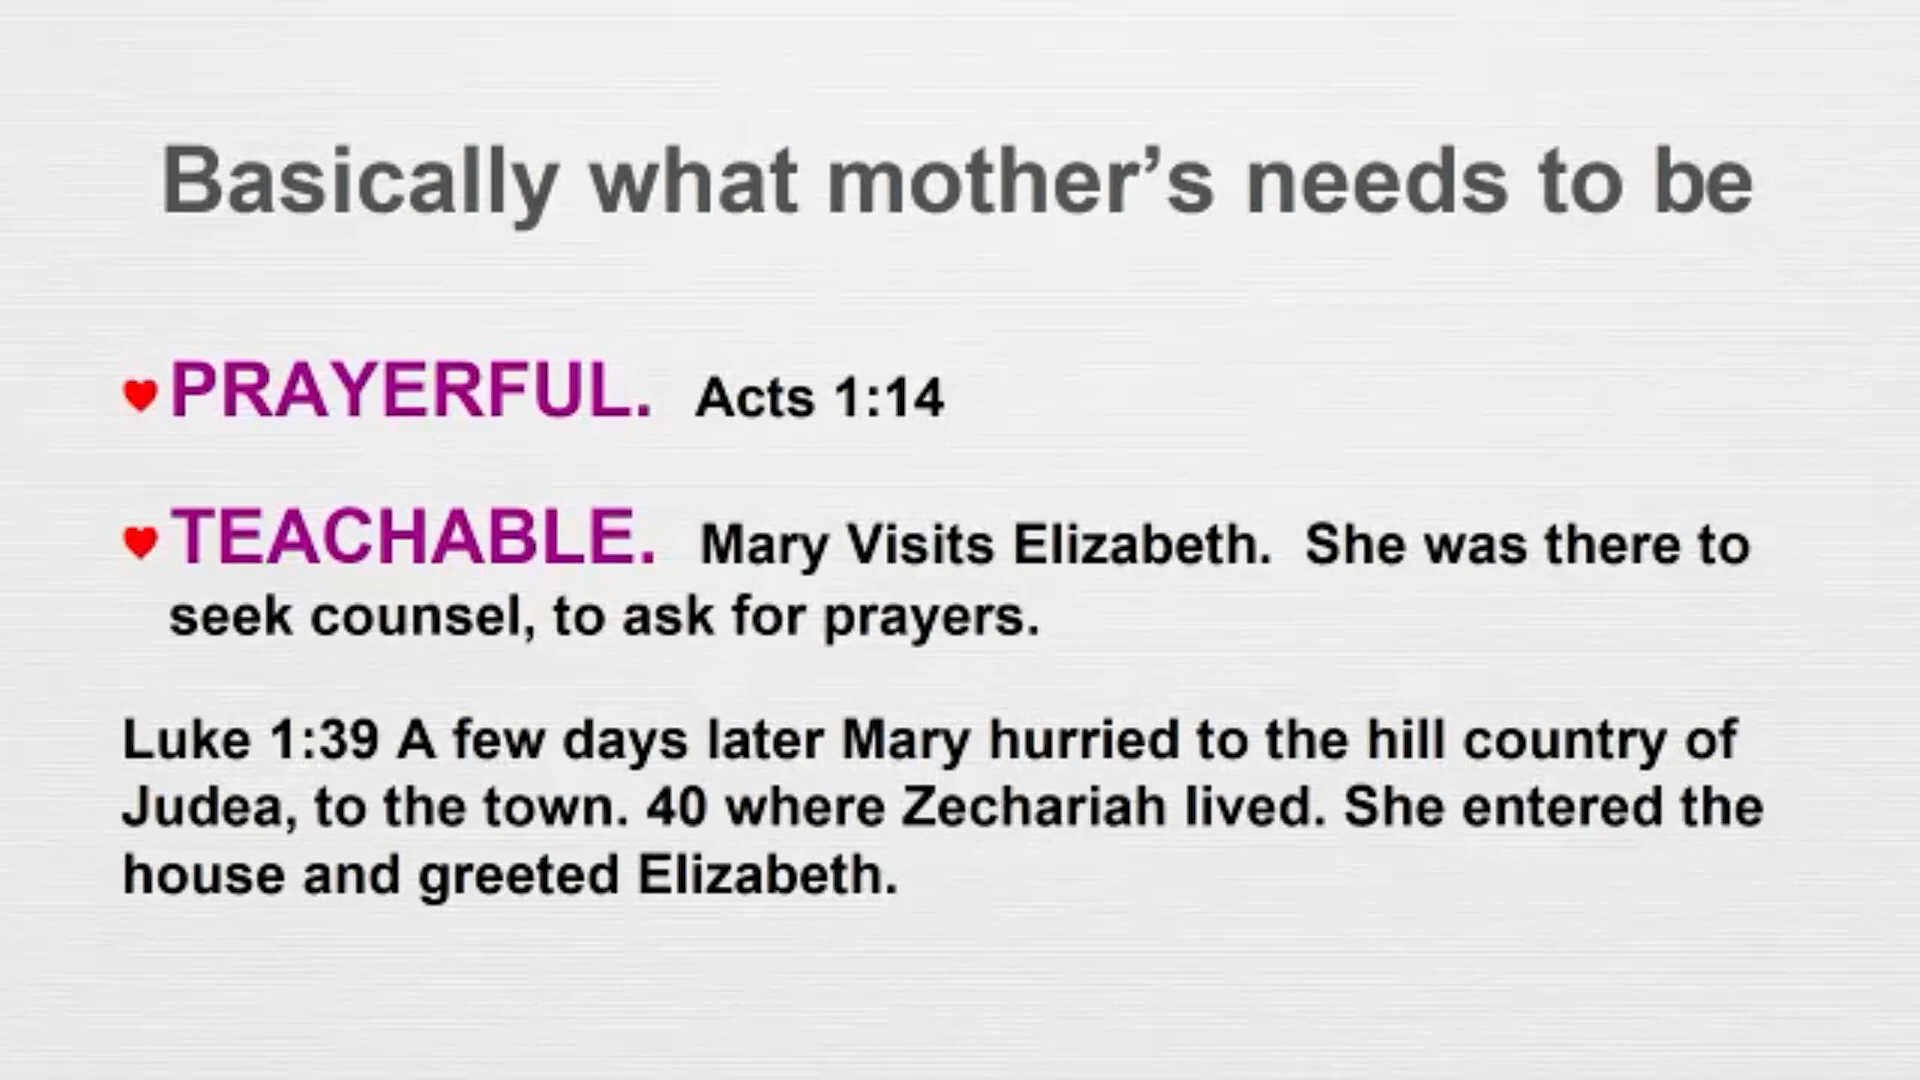 Basically what mother’s needs to be
PRAYERFUL. Acts 1:14
TEACHABLE. Mary Visits Elizabeth. She was there to
seek counsel, to ask for prayers.
Luke 1:39 A few days later Mary hurried to the hill country of
Judea, to the town. 40 where Zechariah lived. She entered the
house and greeted Elizabeth.